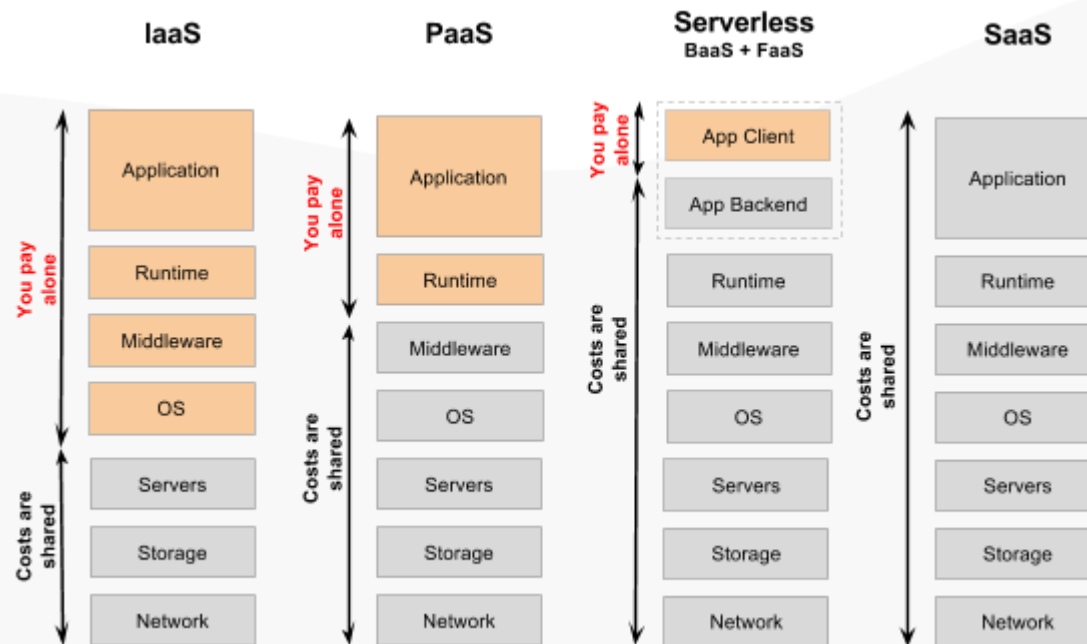 IaaS
You pay
alone
Costs are
shared
Application
Runtime
Middleware
OS
Servers
Storage
Network
PaaS
You pay
alone
Costs are
shared
Application
Runtime
Middleware
OS
Servers
Storage
Network
Serverless
BaaS + FaaS
You pay
alone
Costs are
shared
App Client
App Backend
Runtime
Middleware
OS
Servers
Storage
Network
SaaS
Costs are
shared
Application
Runtime
Middleware
OS
Servers
Storage
Network